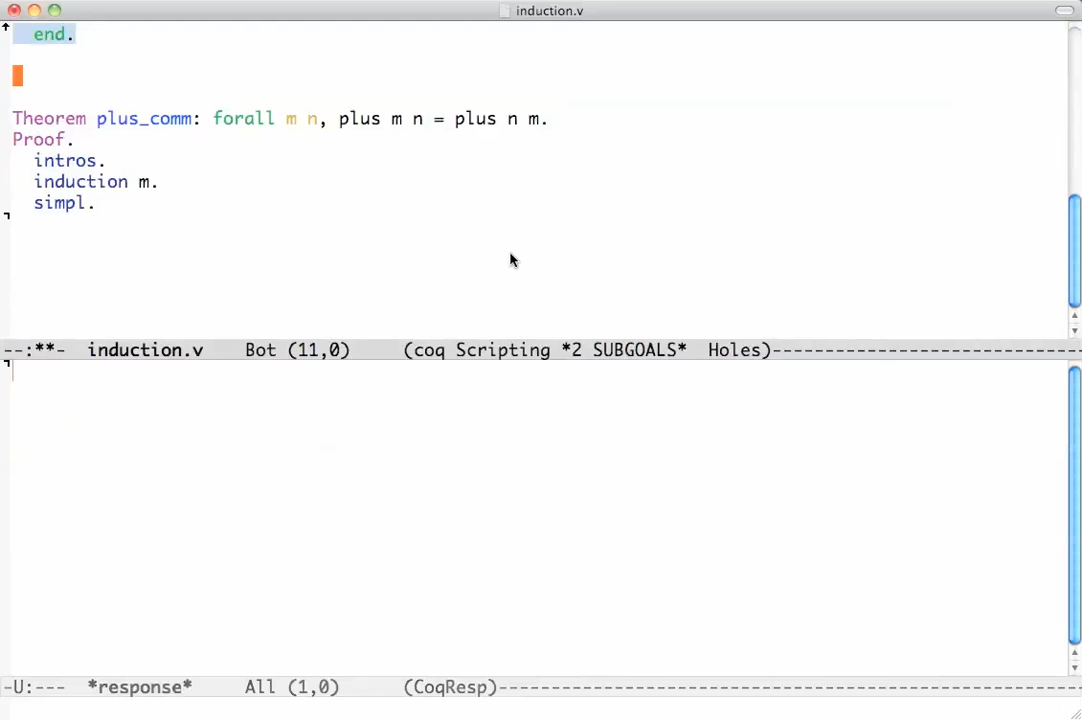 induction.v
end.
Theorem plus_comm: forall m n, plus m n = plus n m.
Proof.
  intros.
  induction m.
  simpl.
--:**-  induction.v    Bot (11,0)     (coq Scripting *2 SUBGOALS*  Holes)------------------------------
-U:---  *response*     All (1,0)      (CoqResp)--------------------------------------------------------